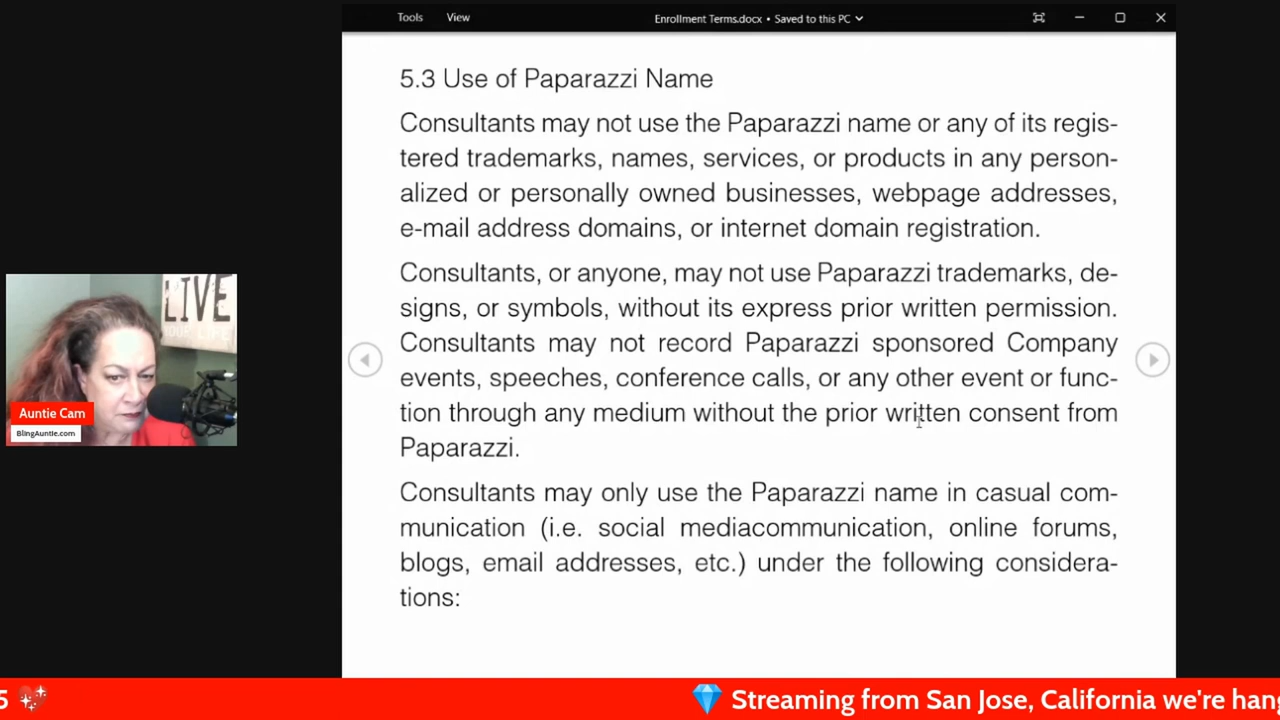 Tools View Enrollment Terms.docx • Saved to this PC
5.3 Use of Paparazzi Name
Consultants may not use the Paparazzi name or any of its regis-
tered trademarks, names, services, or products in any person-
alized or personally owned businesses, webpage addresses,
e-mail address domains, or internet domain registration.
Consultants, or anyone, may not use Paparazzi trademarks, de-
signs, or symbols, without its express prior written permission.
Consultants may not record Paparazzi sponsored Company
events, speeches, conference calls, or any other event or func-
tion through any medium without the prior written consent from
Paparazzi.
Consultants may only use the Paparazzi name in casual com-
munication (i.e. social mediacommunication, online forums,
blogs, email addresses, etc.) under the following considera-
tions:
LIVE
YOUR LIFE
Auntie Cam
BlingAuntie.com
5 💖 💎 Streaming from San Jose, California we're hang